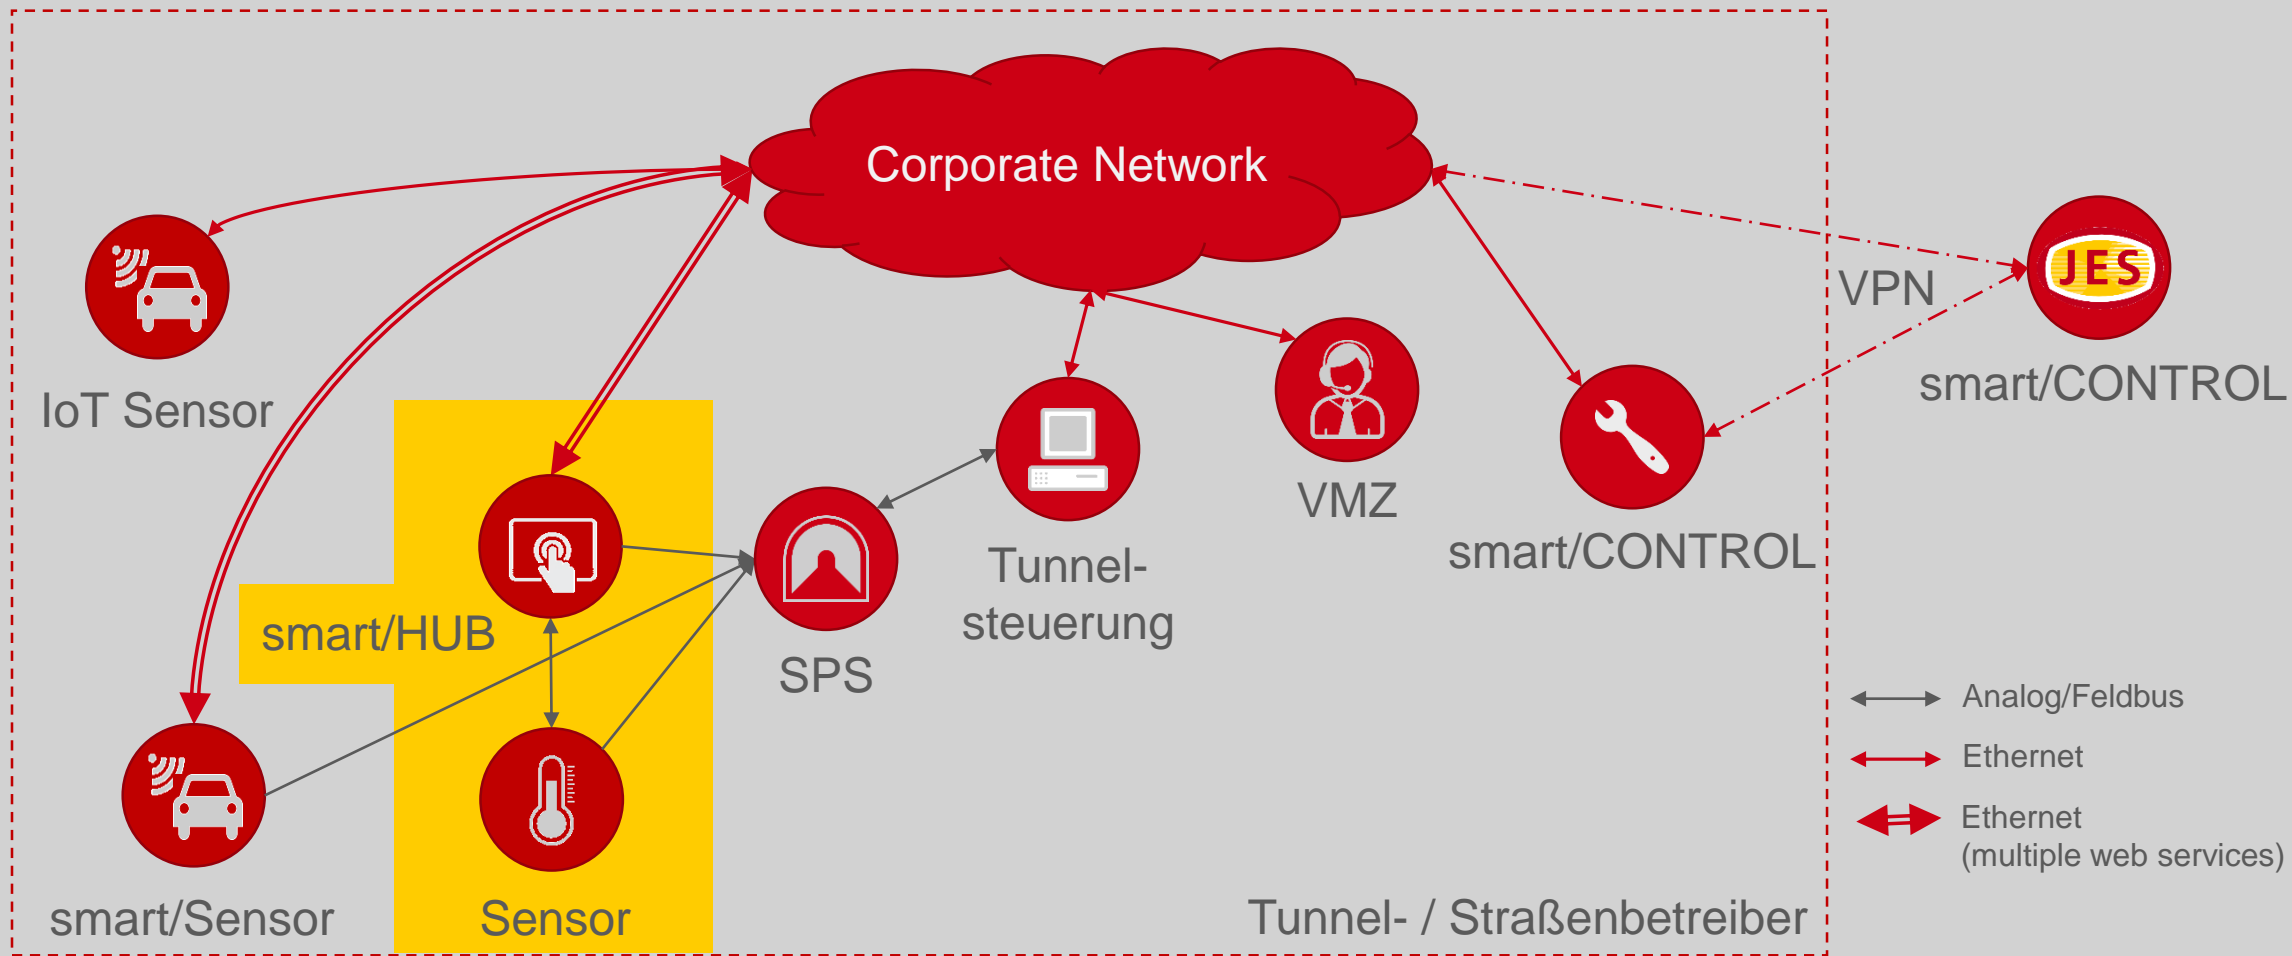 Corporate Network
JES
VPN
smart/CONTROL
IoT Sensor
VMZ
smart/CONTROL
Tunnel-
steuerung
smart/HUB
SPS
smart/Sensor
Sensor
Tunnel- / Straßenbetreiber
Analog/Feldbus
Ethernet
Ethernet
(multiple web services)